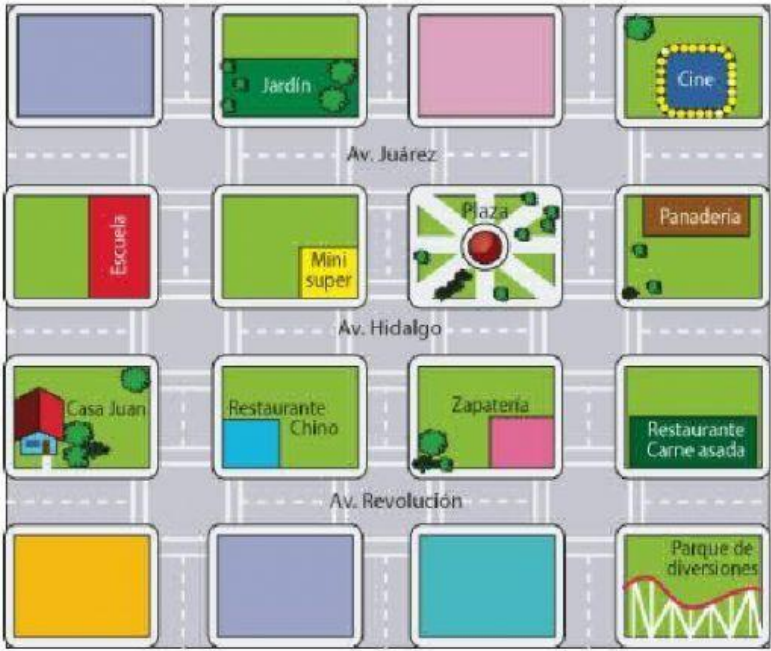 Jardín
Cine
Av. Juárez
Escuela
Mini
super
Plaza
Panadería
Av. Hidalgo
Casa Juan
Restaurante
Chino
Zapatería
Restaurante
Carne asada
Av. Revolución
Parque de
diversiones